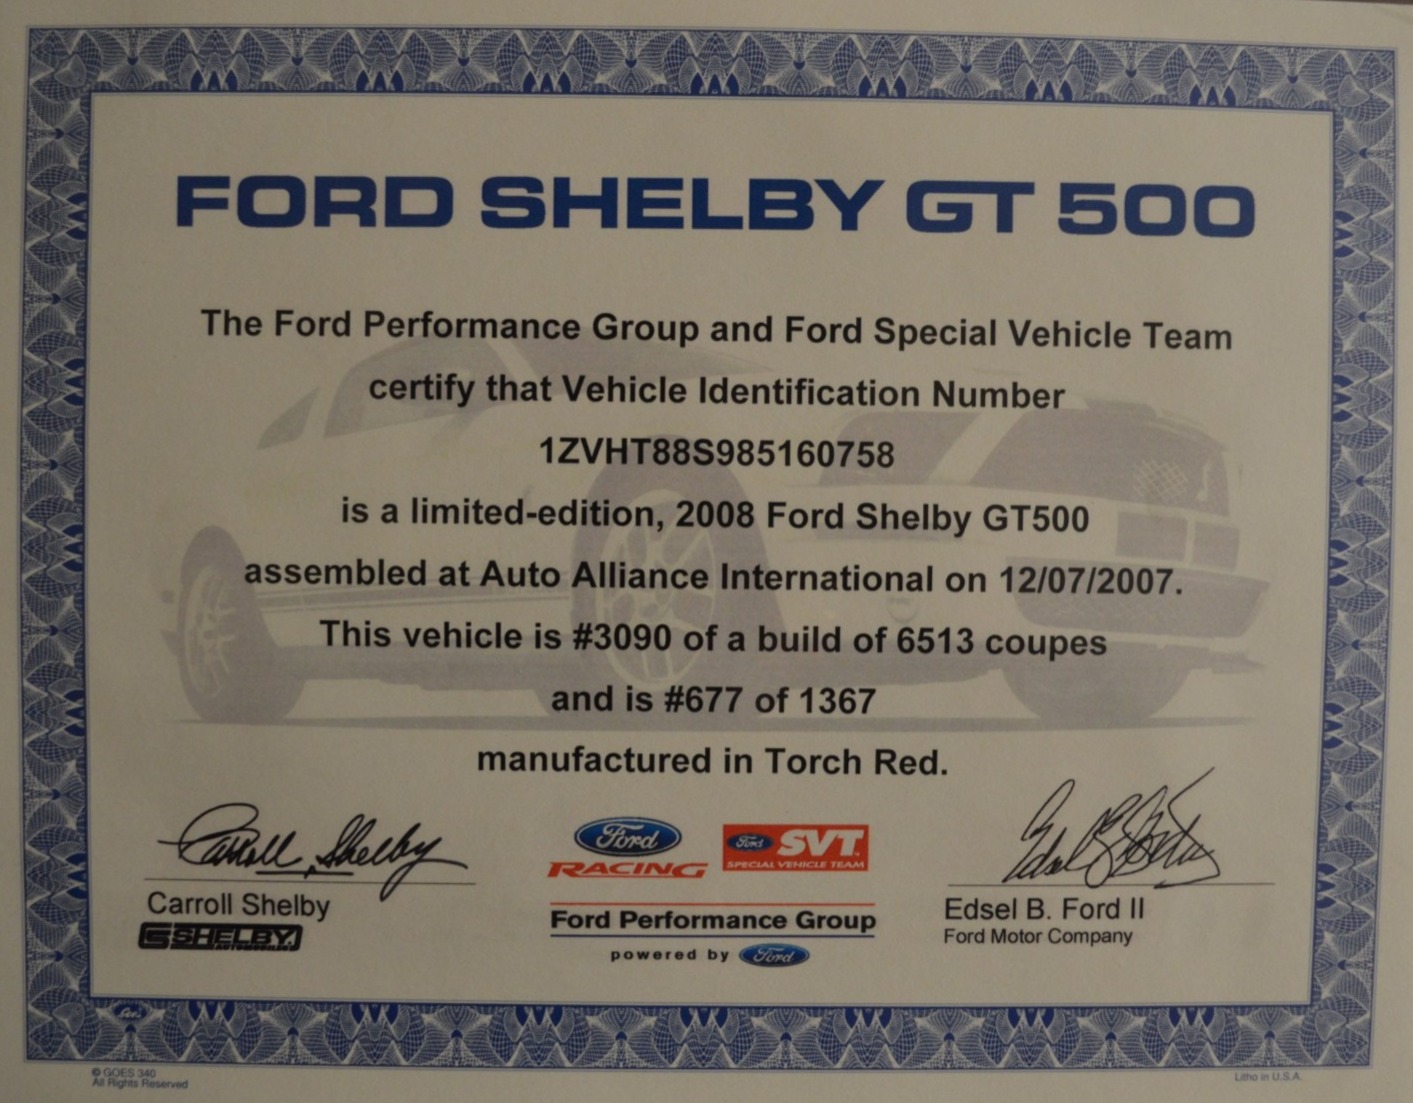 FORD SHELBY GT 500
The Ford Performance Group and Ford Special Vehicle Team
certify that Vehicle Identification Number
1ZVHT88S985160758
is a limited-edition, 2008 Ford Shelby GT500
assembled at Auto Alliance International on 12/07/2007.
This vehicle is #3090 of a build of 6513 coupes
and is #677 of 1367
manufactured in Torch Red.
Carroll Shelby
Carroll Shelby
SHELBY
Ford
RACING
Ford SVT
SPECIAL VEHICLE TEAM
Ford Performance Group
powered by Ford
Edsel B. Ford II
Ford Motor Company
Goes
© GOES 340
All Rights Reserved
Litho in U.S.A.